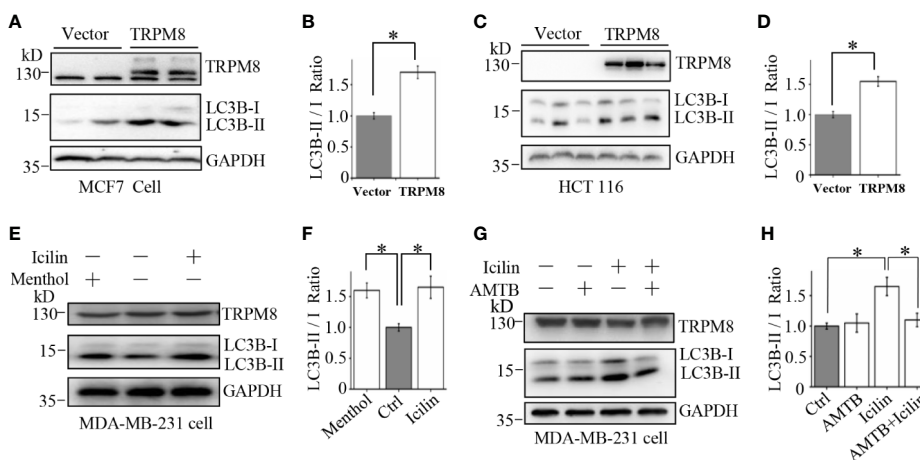 A
Vector TRPM8
kD
130
TRPM8
15
LC3B-I
LC3B-II
35
GAPDH
MCF7 Cell
B
LC3B-II / I Ratio
2.0
1.5
1.0
0
*
Vector TRPM8
C
Vector TRPM8
kD
130
TRPM8
15
LC3B-I
LC3B-II
35
GAPDH
HCT 116
D
LC3B-II / I Ratio
2.0
1.5
1.0
0
*
Vector TRPM8
E
Icilin − − +
Menthol + − −
kD
130
TRPM8
15
LC3B-I
LC3B-II
35
GAPDH
MDA-MB-231 cell
F
LC3B-II / I Ratio
2.0
1.5
1.0
0
* *
Menthol Ctrl Icilin
G
Icilin − − + +
AMTB − + − +
kD
130
TRPM8
15
LC3B-I
LC3B-II
35
GAPDH
MDA-MB-231 cell
H
LC3B-II / I Ratio
2.0
1.5
1.0
0
* *
Ctrl AMTB Icilin AMTB+Icilin